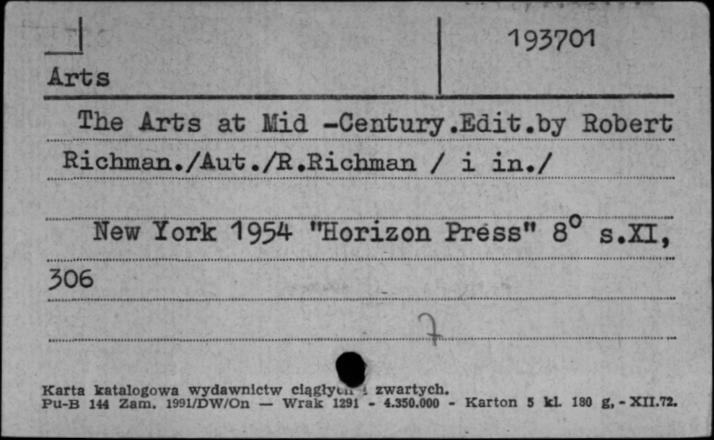 193701
Arts
The Arts at Mid -Century.Edit.by Robert
Richman./Aut./R.Richman / i in./
New York 1954 "Horizon Press" 8° s.XI,
306
7
Karta katalogowa wydawnictw ciągłych i zwartych.
Pu-B 144 Zam. 1991/DW/On — Wrak 1291 - 4.350.000 - Karton 5 kl. 180 g. - XII.72.